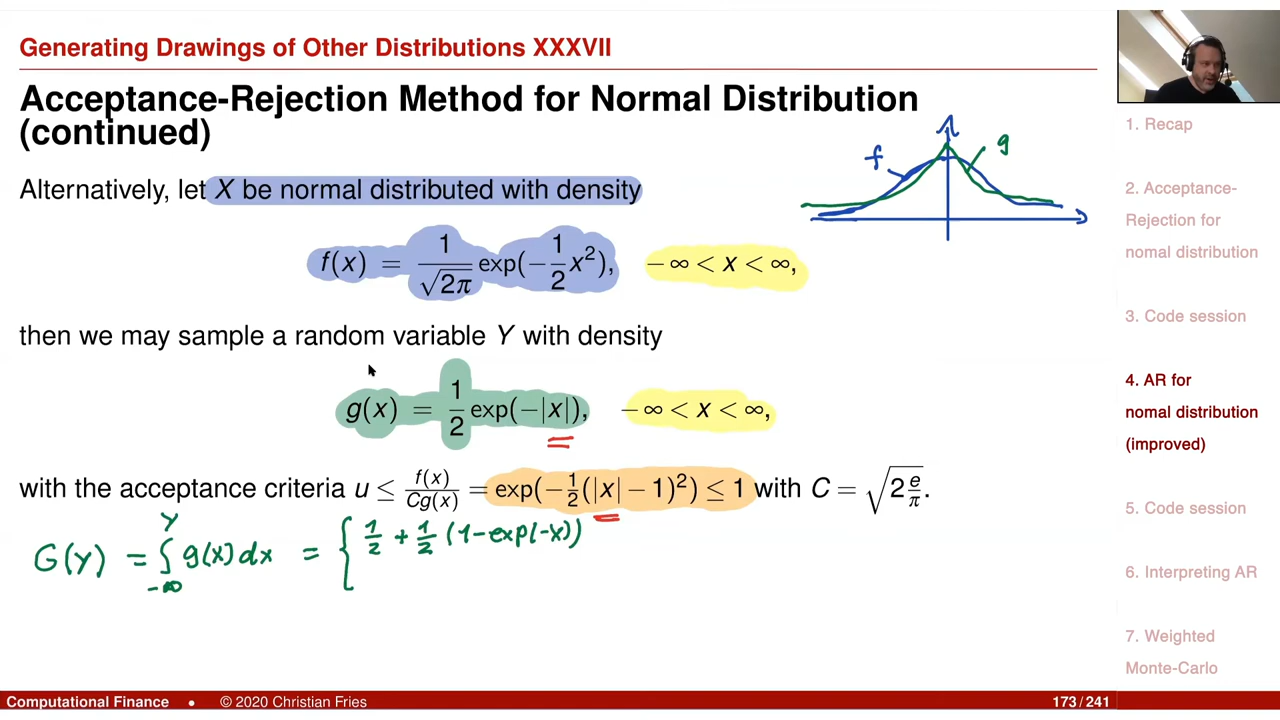 Generating Drawings of Other Distributions XXXVII
Acceptance-Rejection Method for Normal Distribution
(continued)
f
g
Alternatively, let X be normal distributed with density
f(x) = 1/√2π exp(−1/2 x²), −∞ < x < ∞,
then we may sample a random variable Y with density
g(x) = 1/2 exp(−|x|), −∞ < x < ∞,
with the acceptance criteria u ≤ f(x)/Cg(x) = exp(−1/2(|x| − 1)²) ≤ 1 with C = √(2 e/π).
G(y) = ∫_{-∞}^{y} g(x) dx = { 1/2 + 1/2 (1 − exp(−x))
1. Recap
2. Acceptance-
Rejection for
nomal distribution
3. Code session
4. AR for
nomal distribution
(improved)
5. Code session
6. Interpreting AR
7. Weighted
Monte-Carlo
Computational Finance • © 2020 Christian Fries 173 / 241